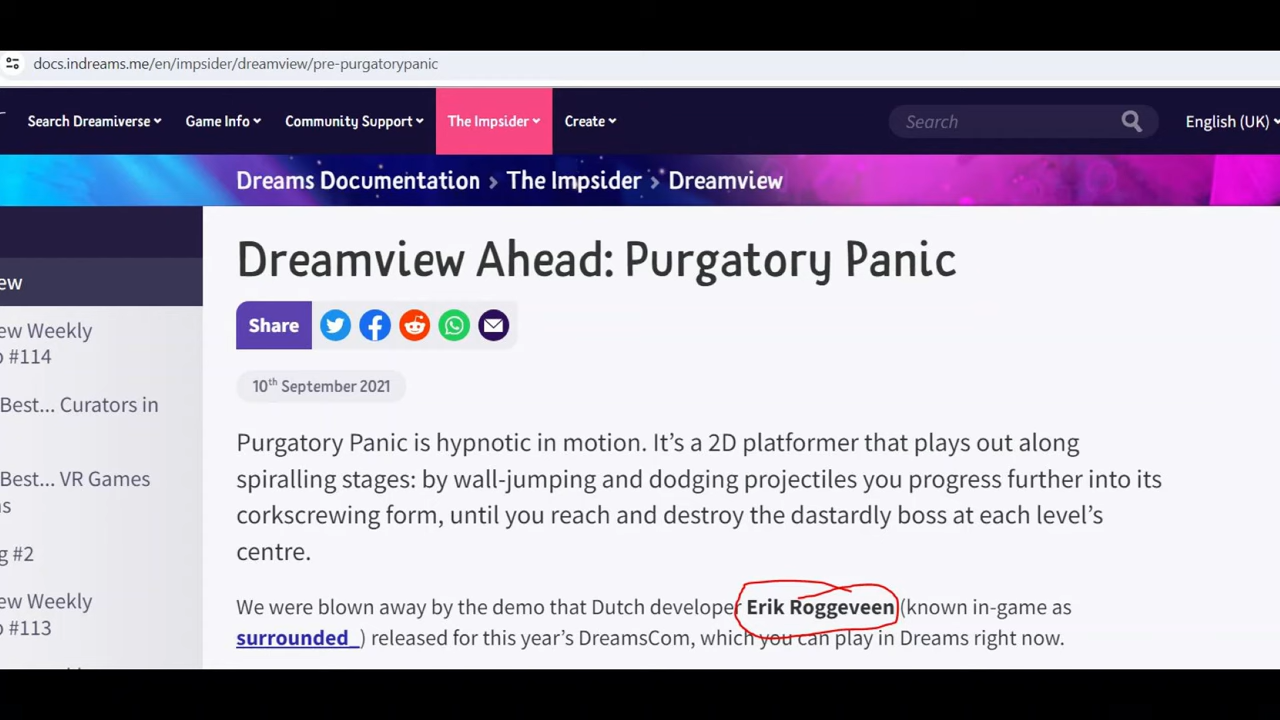 docs.indreams.me/en/impsider/dreamview/pre-purgatorypanic
Search Dreamiverse Game Info Community Support The Impsider Create Search English (UK)
Dreams Documentation > The Impsider > Dreamview
Dreamview Ahead: Purgatory Panic
ew
Share
ew Weekly
#114
10th September 2021
Best... Curators in
Purgatory Panic is hypnotic in motion. It's a 2D platformer that plays out along
Best... VR Games
spiralling stages: by wall-jumping and dodging projectiles you progress further into its
corkscrewing form, until you reach and destroy the dastardly boss at each level's
g #2
centre.
ew Weekly
#113
We were blown away by the demo that Dutch developer Erik Roggeveen (known in-game as
surrounded_) released for this year's DreamsCom, which you can play in Dreams right now.